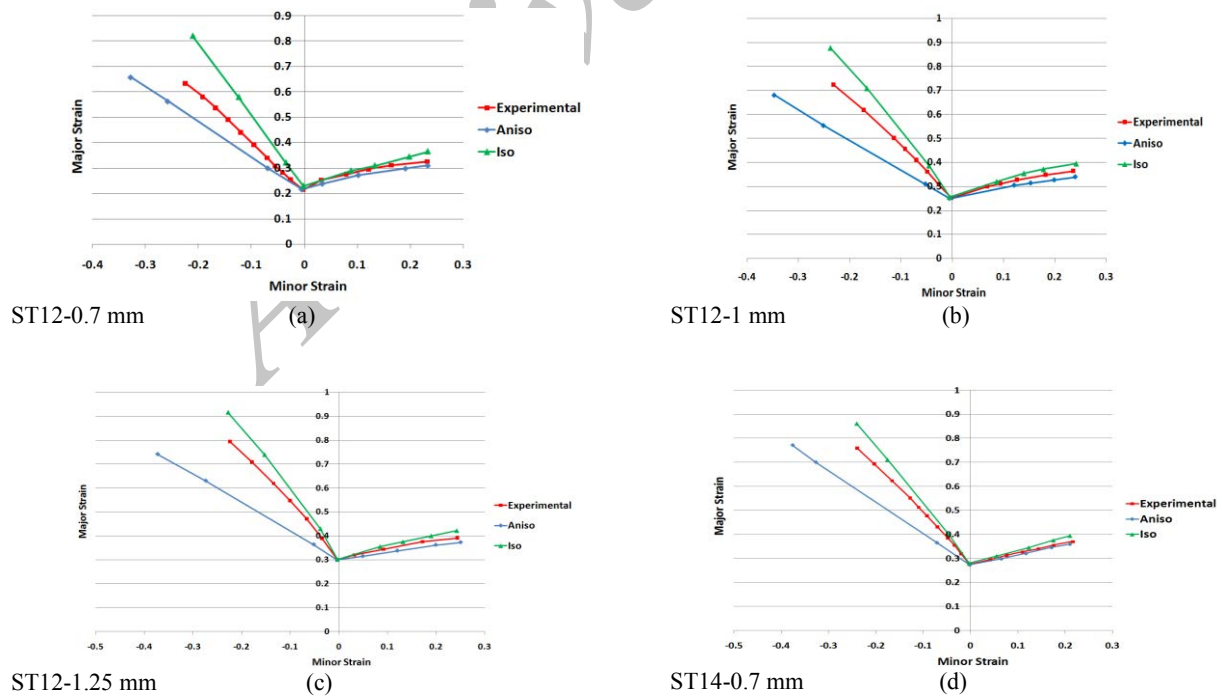 0.9
0.8
0.7
0.6
0.5
0.4
0.3
0.2
0.1
0
-0.4 -0.3 -0.2 -0.1 0 0.1 0.2 0.3
Major Strain
Minor Strain
Experimental
Aniso
Iso
ST12-0.7 mm (a)
1
0.9
0.8
0.7
0.6
0.5
0.4
0.3
0.2
0.1
0
-0.4 -0.3 -0.2 -0.1 0 0.1 0.2 0.3
Major Strain
Minor Strain
Experimental
Aniso
Iso
ST12-1 mm (b)
1
0.9
0.8
0.7
0.6
0.5
0.4
0.3
0.2
0.1
0
-0.5 -0.4 -0.3 -0.2 -0.1 0 0.1 0.2 0.3
Major Strain
Minor Strain
Experimental
Aniso
Iso
ST12-1.25 mm (c)
1
0.9
0.8
0.7
0.6
0.5
0.4
0.3
0.2
0.1
0
-0.5 -0.4 -0.3 -0.2 -0.1 0 0.1 0.2 0.3
Major Strain
Minor Strain
Experimental
Aniso
Iso
ST14-0.7 mm (d)